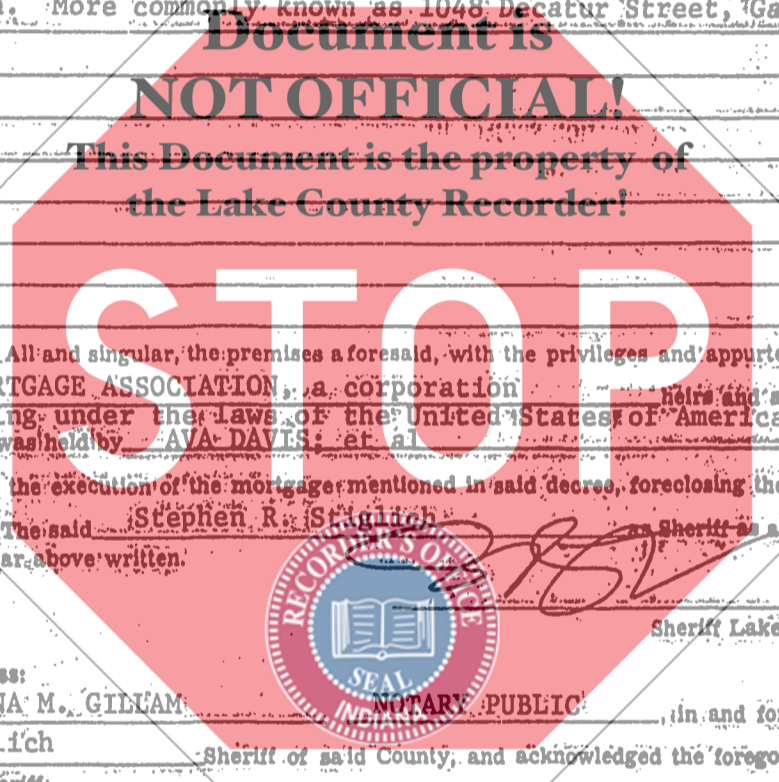 . More commonly known as 1048 Decatur Street, Ga
Document is
NOT OFFICIAL!
This Document is the property of
the Lake County Recorder!
STOP
All and singular, the premises aforesaid, with the privileges and appurte
RTGAGE ASSOCIATION, a corporation heirs and a
ng under the laws of the United States of America
was held by AVA DAVIS; et al
the execution of the mortgage mentioned in said decree, foreclosing the
The said Stephen R. Stiglich as Sheriff as a
ar above written.
RECORDER'S OFFICE
SEAL
INDIANA
Sheriff Lake
ss:
NA M. GILLAM NOTARY PUBLIC , in and fo
lich Sheriff of said County, and acknowledged the forego